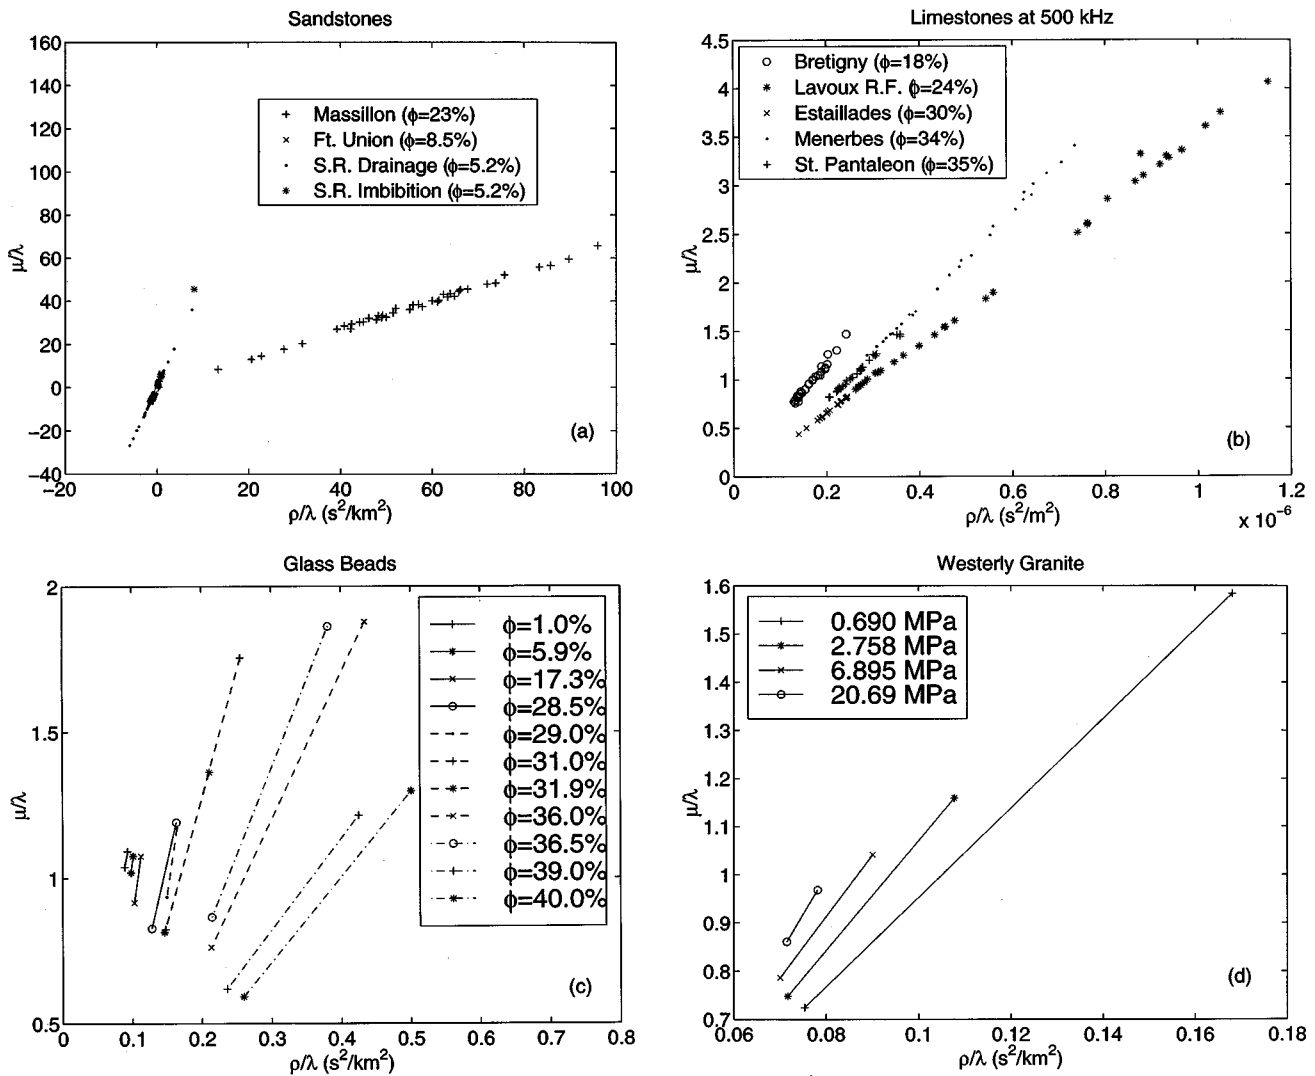 Sandstones
160
140
120
100
80
60
40
20
0
−20
−40
μ/λ
Massillon (ϕ=23%)
Ft. Union (ϕ=8.5%)
S.R. Drainage (ϕ=5.2%)
S.R. Imbibition (ϕ=5.2%)
(a)
−20 0 20 40 60 80 100
ρ/λ (s²/km²)
Limestones at 500 kHz
4.5
4
3.5
3
2.5
2
1.5
1
0.5
0
μ/λ
Bretigny (ϕ=18%)
Lavoux R.F. (ϕ=24%)
Estaillades (ϕ=30%)
Menerbes (ϕ=34%)
St. Pantaleon (ϕ=35%)
(b)
0 0.2 0.4 0.6 0.8 1 1.2
ρ/λ (s²/m²)
x 10⁻⁶
Glass Beads
2
1.5
1
0.5
μ/λ
ϕ=1.0%
ϕ=5.9%
ϕ=17.3%
ϕ=28.5%
ϕ=29.0%
ϕ=31.0%
ϕ=31.9%
ϕ=36.0%
ϕ=36.5%
ϕ=39.0%
ϕ=40.0%
(c)
0 0.1 0.2 0.3 0.4 0.5 0.6 0.7 0.8
ρ/λ (s²/km²)
Westerly Granite
1.6
1.5
1.4
1.3
1.2
1.1
1
0.9
0.8
0.7
μ/λ
0.690 MPa
2.758 MPa
6.895 MPa
20.69 MPa
(d)
0.06 0.08 0.1 0.12 0.14 0.16 0.18
ρ/λ (s²/km²)